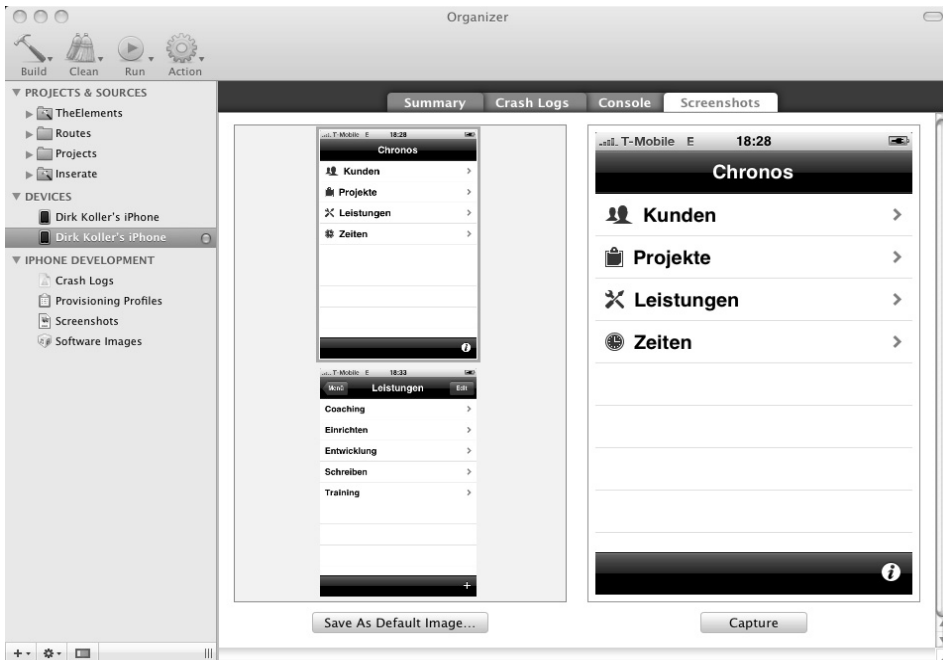 Organizer
Build Clean Run Action
PROJECTS & SOURCES
TheElements
Routes
Projects
Inserate
DEVICES
Dirk Koller's iPhone
Dirk Koller's iPhone
IPHONE DEVELOPMENT
Crash Logs
Provisioning Profiles
Screenshots
Software Images
Summary Crash Logs Console Screenshots
T-Mobile E 18:28
Chronos
Kunden
Projekte
Leistungen
Zeiten
T-Mobile E 18:33
Menü Leistungen Edit
Coaching
Einrichten
Entwicklung
Schreiben
Training
Save As Default Image...
T-Mobile E 18:28
Chronos
Kunden
Projekte
Leistungen
Zeiten
Capture